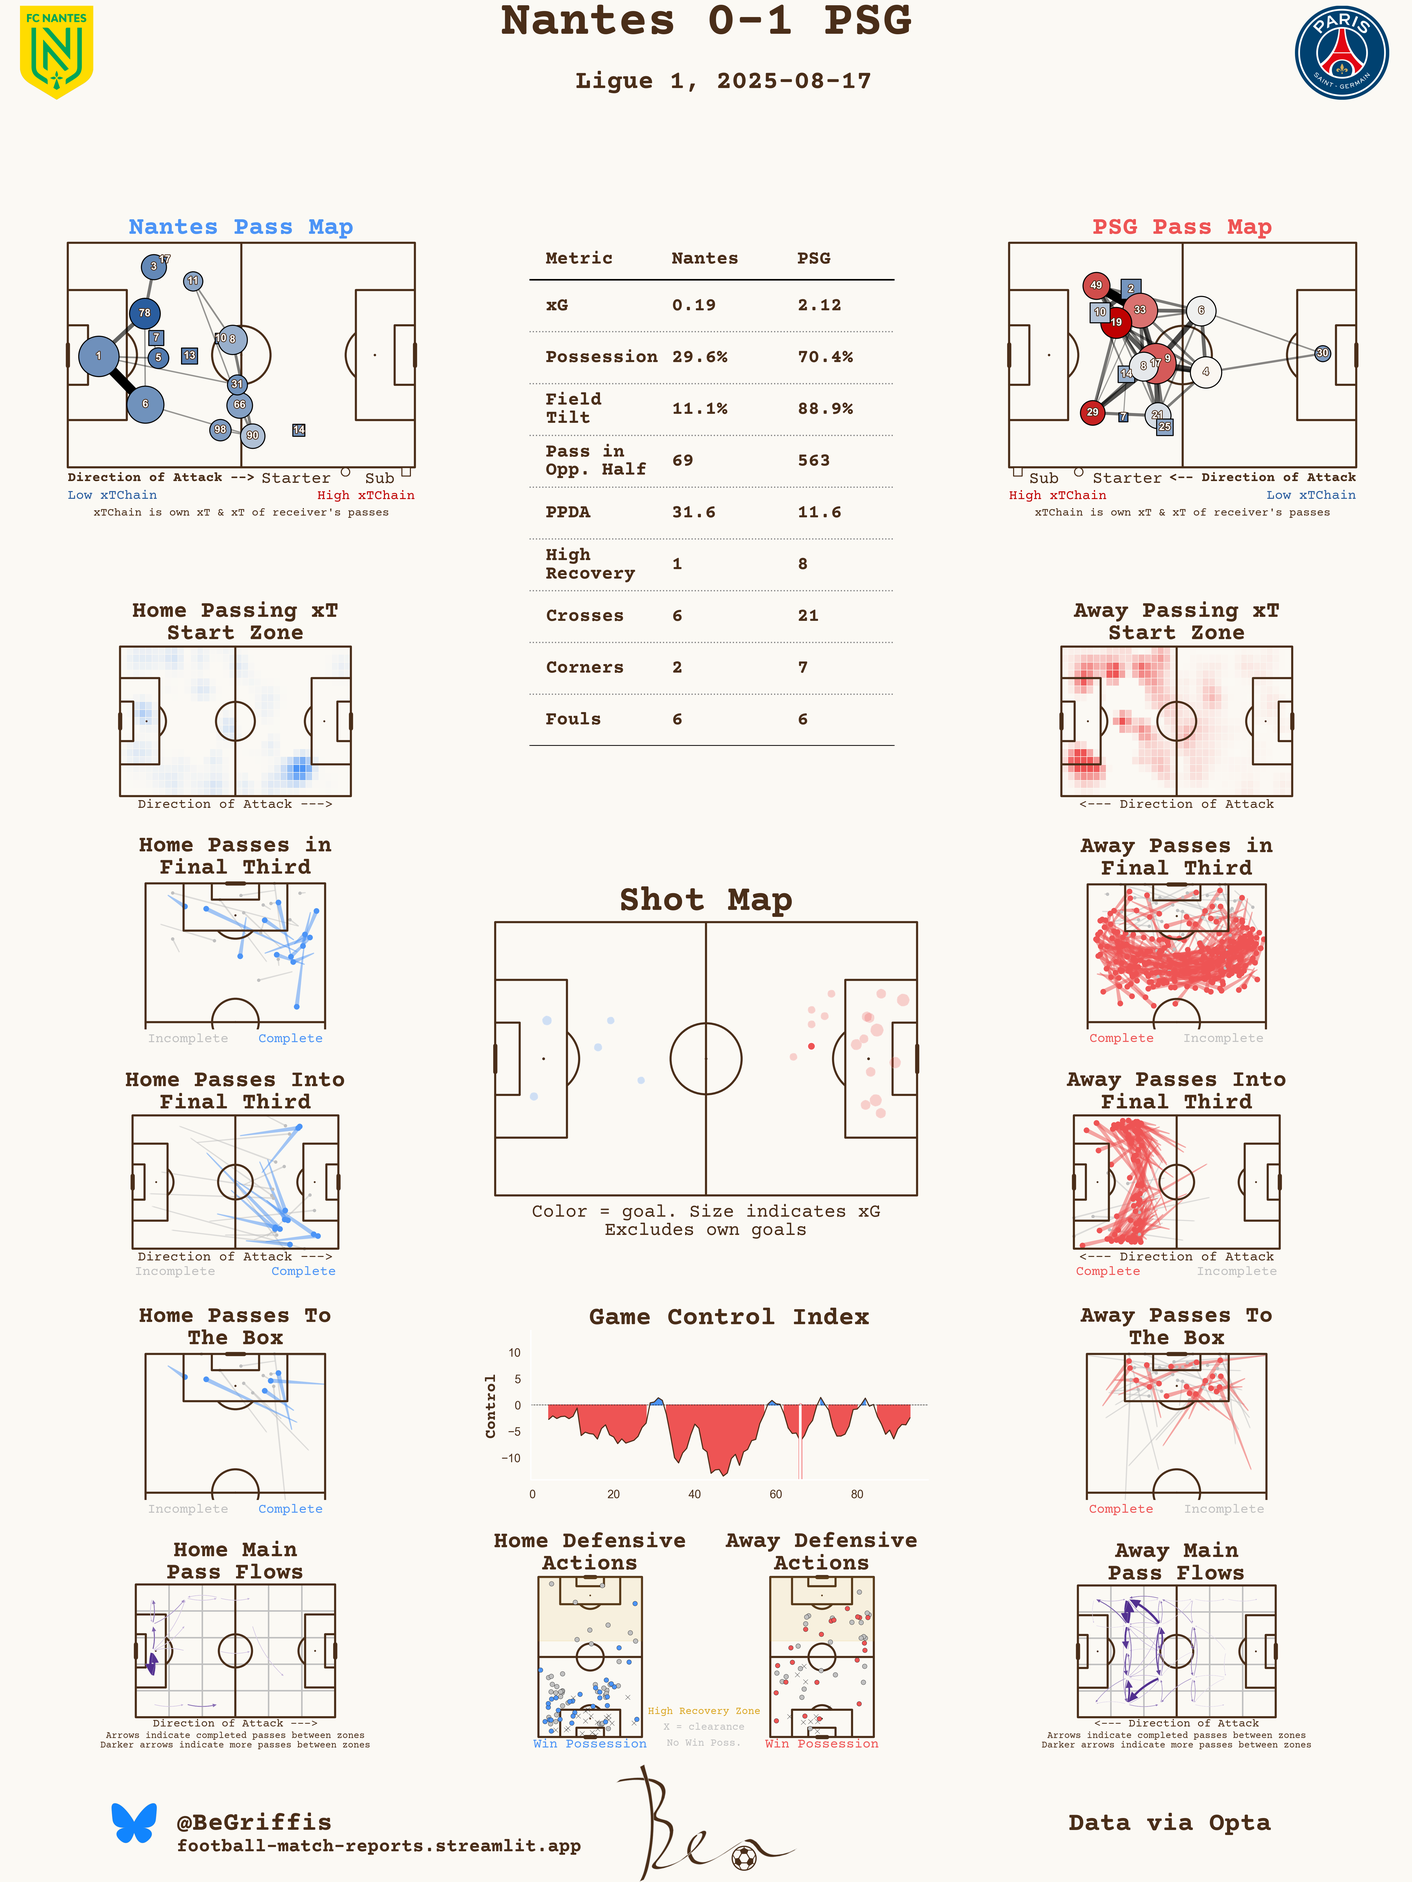 Nantes 0-1 PSG
Ligue 1, 2025-08-17
FC NANTES
PARIS
SAINT-GERMAIN
Nantes Pass Map
3
17
11
78
7
10
8
1
5
13
31
6
66
98
90
14
Direction of Attack --> Starter Sub
Low xTChain High xTChain
xTChain is own xT & xT of receiver's passes
Metric Nantes PSG
xG 0.19 2.12
Possession 29.6% 70.4%
Field
Tilt 11.1% 88.9%
Pass in
Opp. Half 69 563
PPDA 31.6 11.6
High
Recovery 1 8
Crosses 6 21
Corners 2 7
Fouls 6 6
PSG Pass Map
49
2
10
33
6
19
30
17
9
8
14
4
29
7
21
25
Sub Starter <-- Direction of Attack
High xTChain Low xTChain
xTChain is own xT & xT of receiver's passes
Home Passing xT
Start Zone
Direction of Attack --->
Away Passing xT
Start Zone
<--- Direction of Attack
Home Passes in
Final Third
Incomplete Complete
Away Passes in
Final Third
Complete Incomplete
Shot Map
Color = goal. Size indicates xG
Excludes own goals
Home Passes Into
Final Third
Direction of Attack --->
Incomplete Complete
Away Passes Into
Final Third
<--- Direction of Attack
Complete Incomplete
Home Passes To
The Box
Incomplete Complete
Game Control Index
Control
10
5
0
−5
−10
0 20 40 60 80
Away Passes To
The Box
Complete Incomplete
Home Main
Pass Flows
Direction of Attack --->
Arrows indicate completed passes between zones
Darker arrows indicate more passes between zones
Home Defensive
Actions
Win Possession
High Recovery Zone
X = clearance
No Win Poss.
Away Defensive
Actions
Win Possession
Away Main
Pass Flows
<--- Direction of Attack
Arrows indicate completed passes between zones
Darker arrows indicate more passes between zones
@BeGriffis
football-match-reports.streamlit.app
Ben
Data via Opta